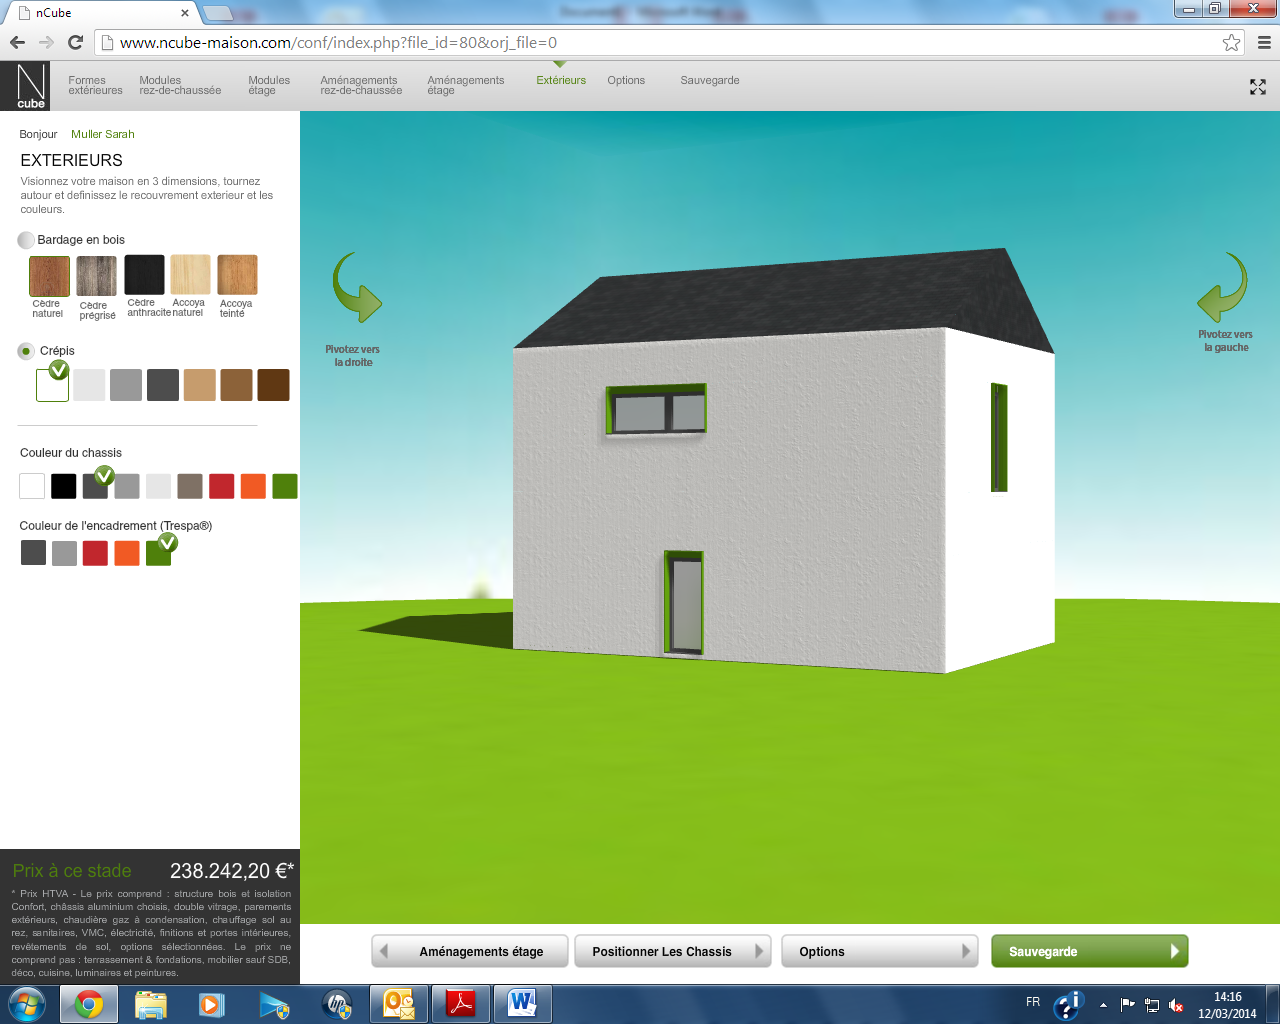 nCube
www.ncube-maison.com/conf/index.php?file_id=80&orj_file=0
N
cube
Formes
extérieures
Modules
rez-de-chaussée
Modules
étage
Aménagements
rez-de-chaussée
Aménagements
étage
Extérieurs
Options
Sauvegarde
Bonjour Muller Sarah
EXTERIEURS
Visionnez votre maison en 3 dimensions, tournez
autour et definissez le recouvrement exterieur et les
couleurs.
Bardage en bois
Cèdre
naturel
Cèdre
prégrisé
Cèdre
anthracite
Accoya
naturel
Accoya
teinté
Crépis
Couleur du chassis
Couleur de l'encadrement (Trespa®)
Pivotez vers
la droite
Pivotez vers
la gauche
Prix à ce stade 238.242,20 €*
* Prix HTVA - Le prix comprend : structure bois et isolation
Confort, châssis aluminium choisis, double vitrage, parements
extérieurs, chaudière gaz à condensation, chauffage sol au
rez, sanitaires, VMC, électricité, finitions et portes intérieures,
revêtements de sol, options sélectionnées. Le prix ne
comprend pas : terrassement & fondations, mobilier sauf SDB,
déco, cuisine, luminaires et peintures.
Aménagements étage
Positionner Les Chassis
Options
Sauvegarde
FR
14:16
12/03/2014